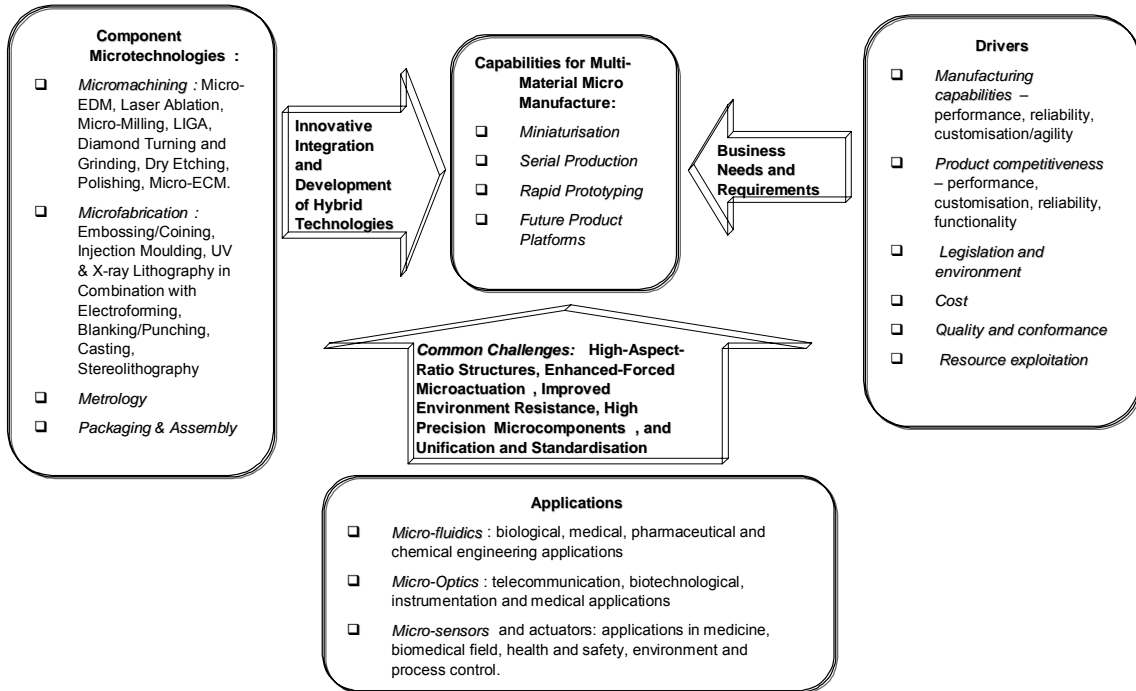 Component
Microtechnologies :
Micromachining : Micro-
EDM, Laser Ablation,
Micro-Milling, LIGA,
Diamond Turning and
Grinding, Dry Etching,
Polishing, Micro-ECM.
Microfabrication :
Embossing/Coining,
Injection Moulding, UV
& X-ray Lithography in
Combination with
Electroforming,
Blanking/Punching,
Casting,
Stereolithography
Metrology
Packaging & Assembly
Innovative
Integration
and
Development
of Hybrid
Technologies
Capabilities for Multi-
Material Micro
Manufacture:
Miniaturisation
Serial Production
Rapid Prototyping
Future Product
Platforms
Business
Needs and
Requirements
Drivers
Manufacturing
capabilities –
performance, reliability,
customisation/agility
Product competitiveness
– performance,
customisation, reliability,
functionality
Legislation and
environment
Cost
Quality and conformance
Resource exploitation
Common Challenges: High-Aspect-
Ratio Structures, Enhanced-Forced
Microactuation , Improved
Environment Resistance, High
Precision Microcomponents , and
Unification and Standardisation
Applications
Micro-fluidics : biological, medical, pharmaceutical and
chemical engineering applications
Micro-Optics : telecommunication, biotechnological,
instrumentation and medical applications
Micro-sensors and actuators: applications in medicine,
biomedical field, health and safety, environment and
process control.